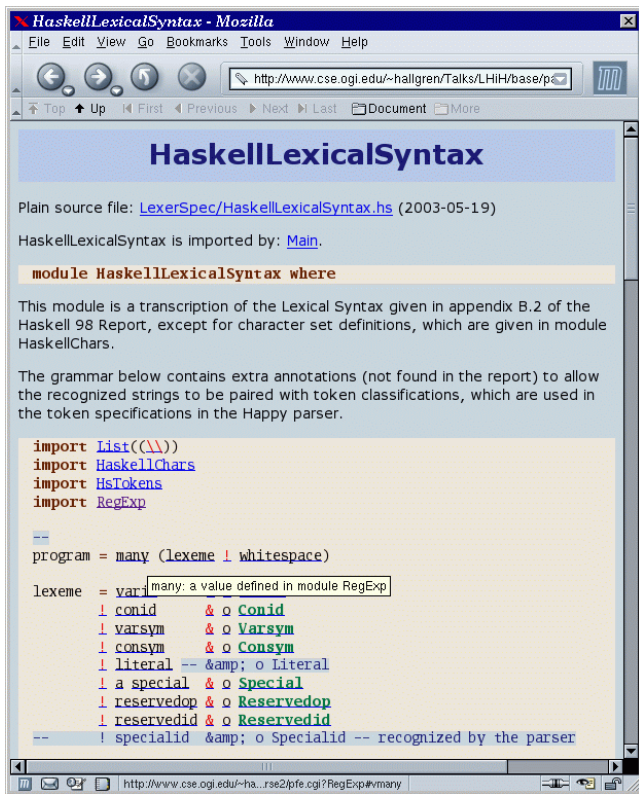 HaskellLexicalSyntax - Mozilla
File Edit View Go Bookmarks Tools Window Help
http://www.cse.ogi.edu/~hallgren/Talks/LHiH/base/pa
Top Up First Previous Next Last Document More
HaskellLexicalSyntax
Plain source file: LexerSpec/HaskellLexicalSyntax.hs (2003-05-19)
HaskellLexicalSyntax is imported by: Main.
module HaskellLexicalSyntax where
This module is a transcription of the Lexical Syntax given in appendix B.2 of the
Haskell 98 Report, except for character set definitions, which are given in module
HaskellChars.
The grammar below contains extra annotations (not found in the report) to allow
the recognized strings to be paired with token classifications, which are used in
the token specifications in the Happy parser.
import List((\\))
import HaskellChars
import HsTokens
import RegExp
--
program = many (lexeme ! whitespace)
many: a value defined in module RegExp
lexeme =
! conid & o Conid
! varsym & o Varsym
! consym & o Consym
! literal -- &amp; o Literal
! a special & o Special
! reservedop & o Reservedop
! reservedid & o Reservedid
-- ! specialid &amp; o Specialid -- recognized by the parser
http://www.cse.ogi.edu/~ha...rse2/pfe.cgi?RegExp#vmany